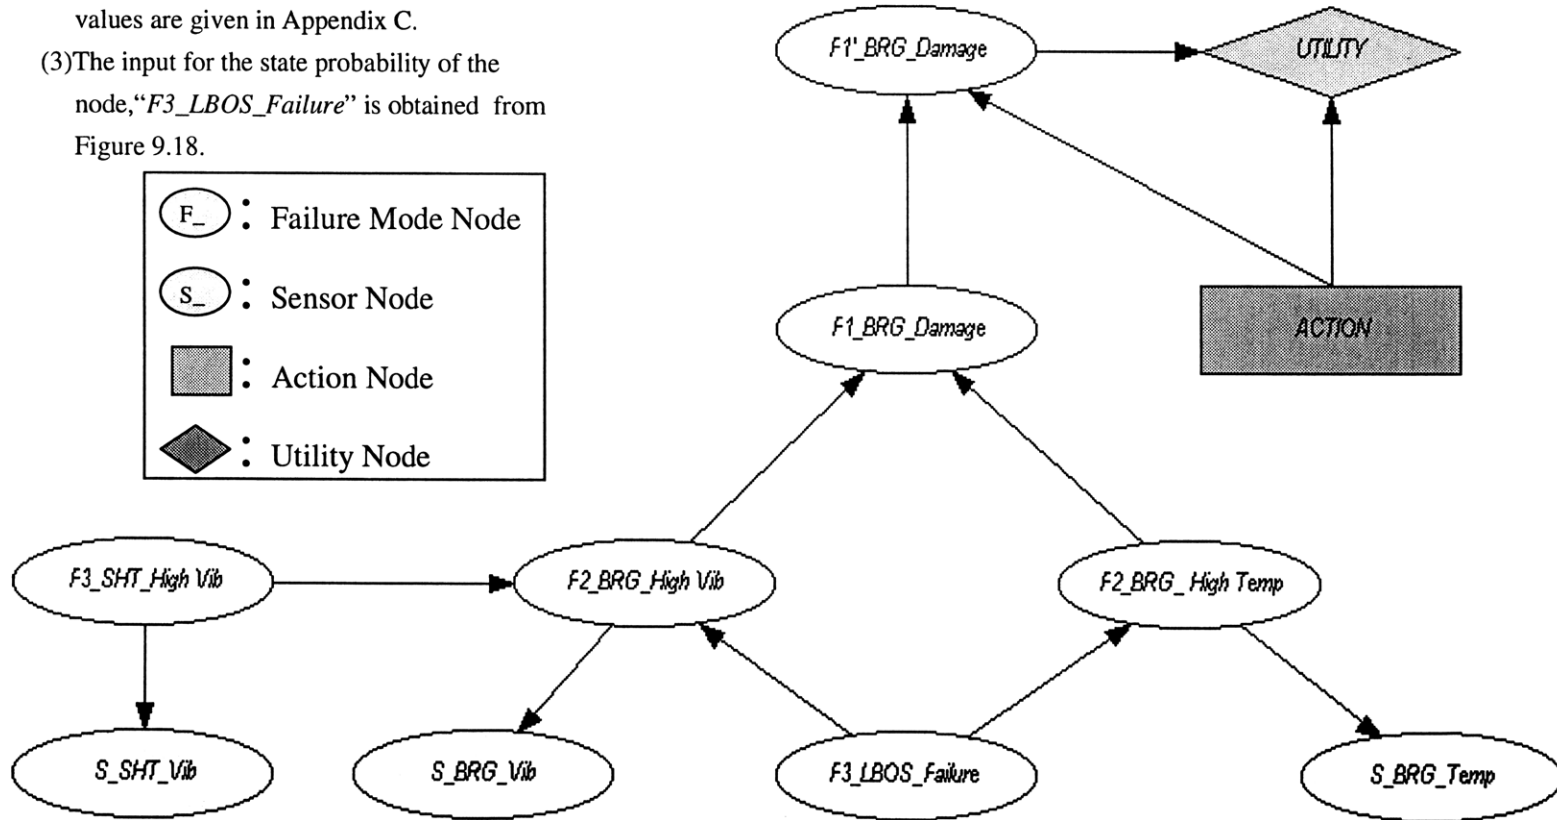 values are given in Appendix C.
(3)The input for the state probability of the
node,“F3_LBOS_Failure” is obtained from
Figure 9.18.
F_ : Failure Mode Node
S_ : Sensor Node
: Action Node
: Utility Node
F1'_BRG_Damage
UTILITY
F1_BRG_Damage
ACTION
F3_SHT_High Vib
F2_BRG_High Vib
F2_BRG_ High Temp
S_SHT_Vib
S_BRG_Vib
F3_LBOS_Failure
S_BRG_Temp